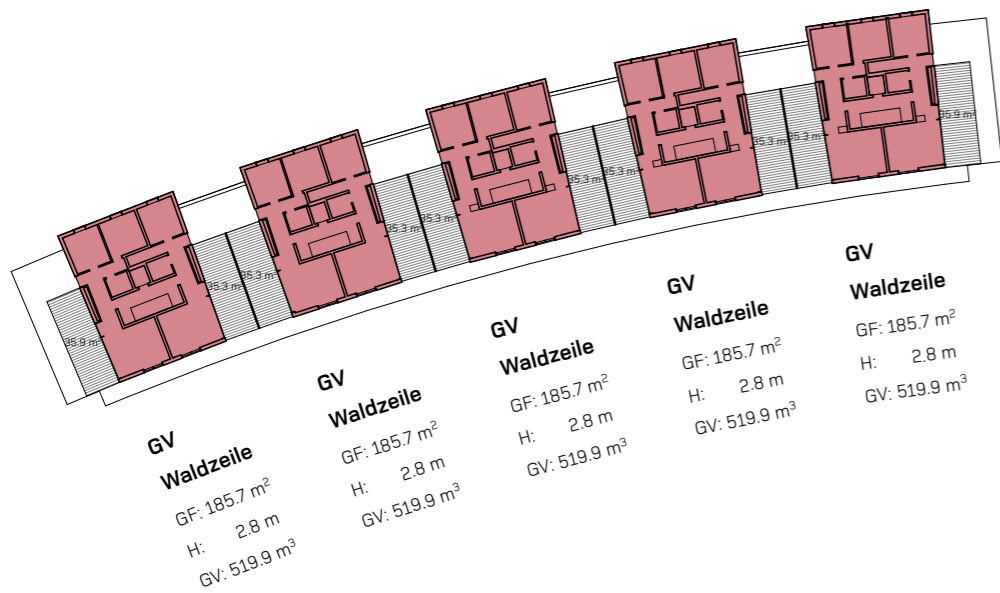 35.9 m²
35.3 m²
35.3 m²
35.3 m²
35.3 m²
35.3 m²
35.3 m²
35.3 m²
35.3 m²
35.9 m²
GV
Waldzeile
GF: 185.7 m²
H: 2.8 m
GV: 519.9 m³
GV
Waldzeile
GF: 185.7 m²
H: 2.8 m
GV: 519.9 m³
GV
Waldzeile
GF: 185.7 m²
H: 2.8 m
GV: 519.9 m³
GV
Waldzeile
GF: 185.7 m²
H: 2.8 m
GV: 519.9 m³
GV
Waldzeile
GF: 185.7 m²
H: 2.8 m
GV: 519.9 m³